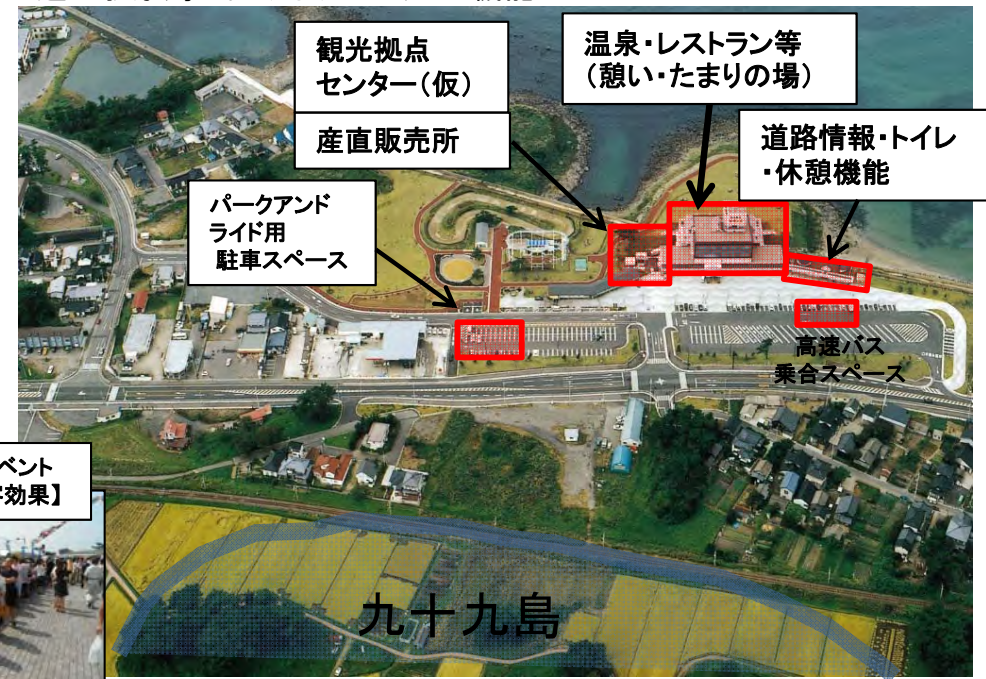 観光拠点
センター(仮)
産直販売所
温泉・レストラン等
(憩い・たまりの場)
道路情報・トイレ
・休憩機能
パークアンド
ライド用
駐車スペース
高速バス
乗合スペース
ベント
効果】
九十九島